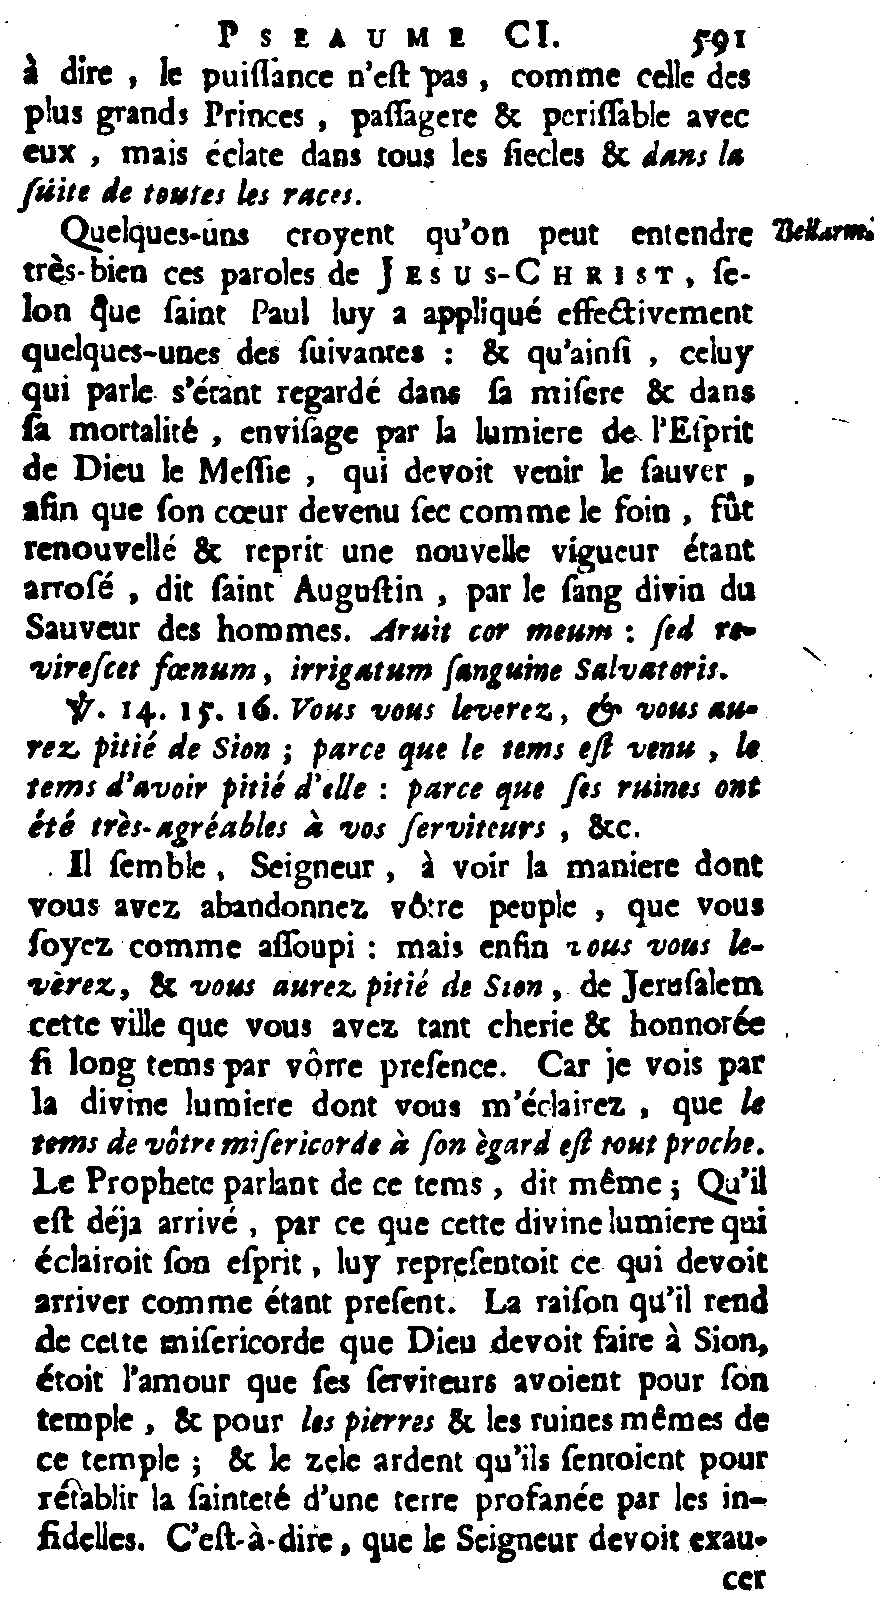 PSEAUME CI. 591
à dire, le puiſſance n'eſt pas, comme celle des
plus grands Princes, paſſagere & periſſable avec
eux, mais éclate dans tous les ſiecles & dans la
ſuite de toutes les races.
Quelques-uns croyent qu'on peut entendre Bellarmi.
très-bien ces paroles de JESUS-CHRIST, ſe-
lon que ſaint Paul luy a appliqué effectivement
quelques-unes des ſuivantes : & qu'ainſi, celuy
qui parle s'étant regardé dans ſa miſere & dans
ſa mortalité, enviſage par la lumiere de l'Eſprit
de Dieu le Meſſie, qui devoit venir le ſauver,
afin que ſon cœur devenu ſec comme le foin, fût
renouvellé & reprit une nouvelle vigueur étant
arroſé, dit ſaint Auguſtin, par le ſang divin du
Sauveur des hommes. Aruit cor meum : ſed re-
vireſcet fœnum, irrigatum ſanguine Salvatoris.
℣. 14. 15. 16. Vous vous leverez, & vous au-
rez pitié de Sion ; parce que le tems eſt venu, le
tems d'avoir pitié d'elle : parce que ſes ruines ont
été très-agréables à vos ſerviteurs, &c.
Il ſemble, Seigneur, à voir la maniere dont
vous avez abandonnez vôtre peuple, que vous
ſoyez comme aſſoupi : mais enfin vous vous le-
vèrez, & vous aurez pitié de Sion, de Jeruſalem
cette ville que vous avez tant cherie & honnorée
ſi long tems par vôtre preſence. Car je vois par
la divine lumiere dont vous m'éclairez, que le
tems de vôtre miſericorde à ſon ègard eſt tout proche.
Le Prophete parlant de ce tems, dit même ; Qu'il
eſt déja arrivé, par ce que cette divine lumiere qui
éclairoit ſon eſprit, luy repreſentoit ce qui devoit
arriver comme étant preſent. La raiſon qu'il rend
de cette miſericorde que Dieu devoit faire à Sion,
étoit l'amour que ſes ſerviteurs avoient pour ſon
temple, & pour les pierres & les ruines mêmes de
ce temple ; & le zele ardent qu'ils ſentoient pour
rétablir la ſainteté d'une terre profanée par les in-
fidelles. C'eſt-à-dire, que le Seigneur devoit exau-
cer